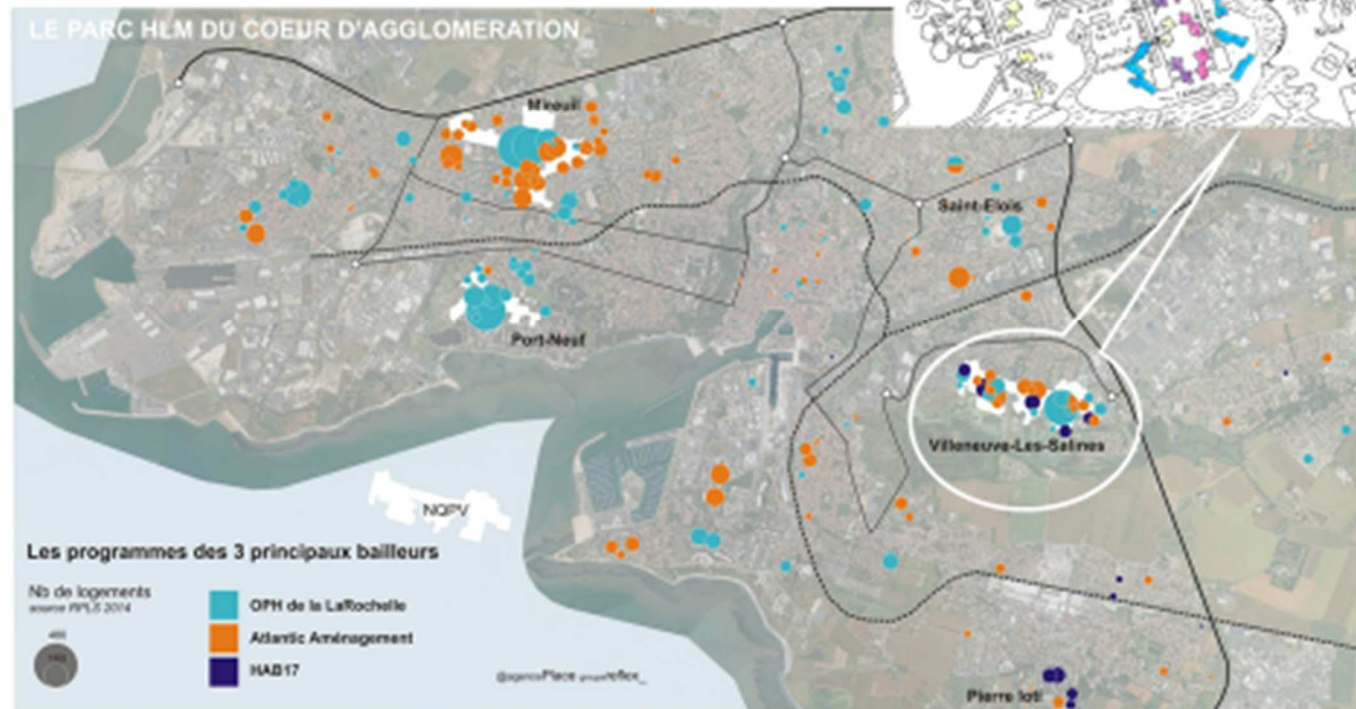 LE PARC HLM DU COEUR D'AGGLOMERATION
Mireuil
Saint-Elois
Port-Neuf
Villeneuve-Les-Salines
NQPV
Les programmes des 3 principaux bailleurs
Nb de logements
source RPLS 2014
OPH de la LaRochelle
Atlantic Aménagement
HAB17
Pierre loti